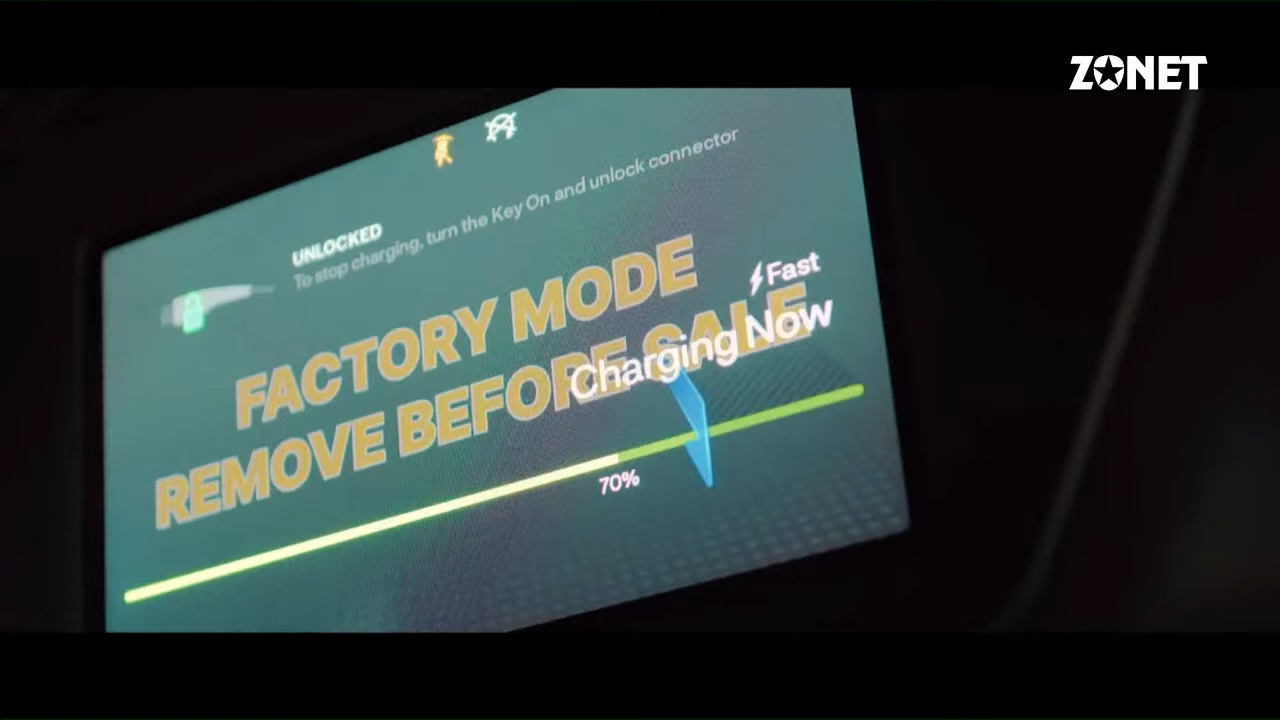 ZONET
UNLOCKED
To stop charging, turn the Key On and unlock connector
FACTORY MODE
REMOVE BEFORE SALE
Fast
Charging Now
70%